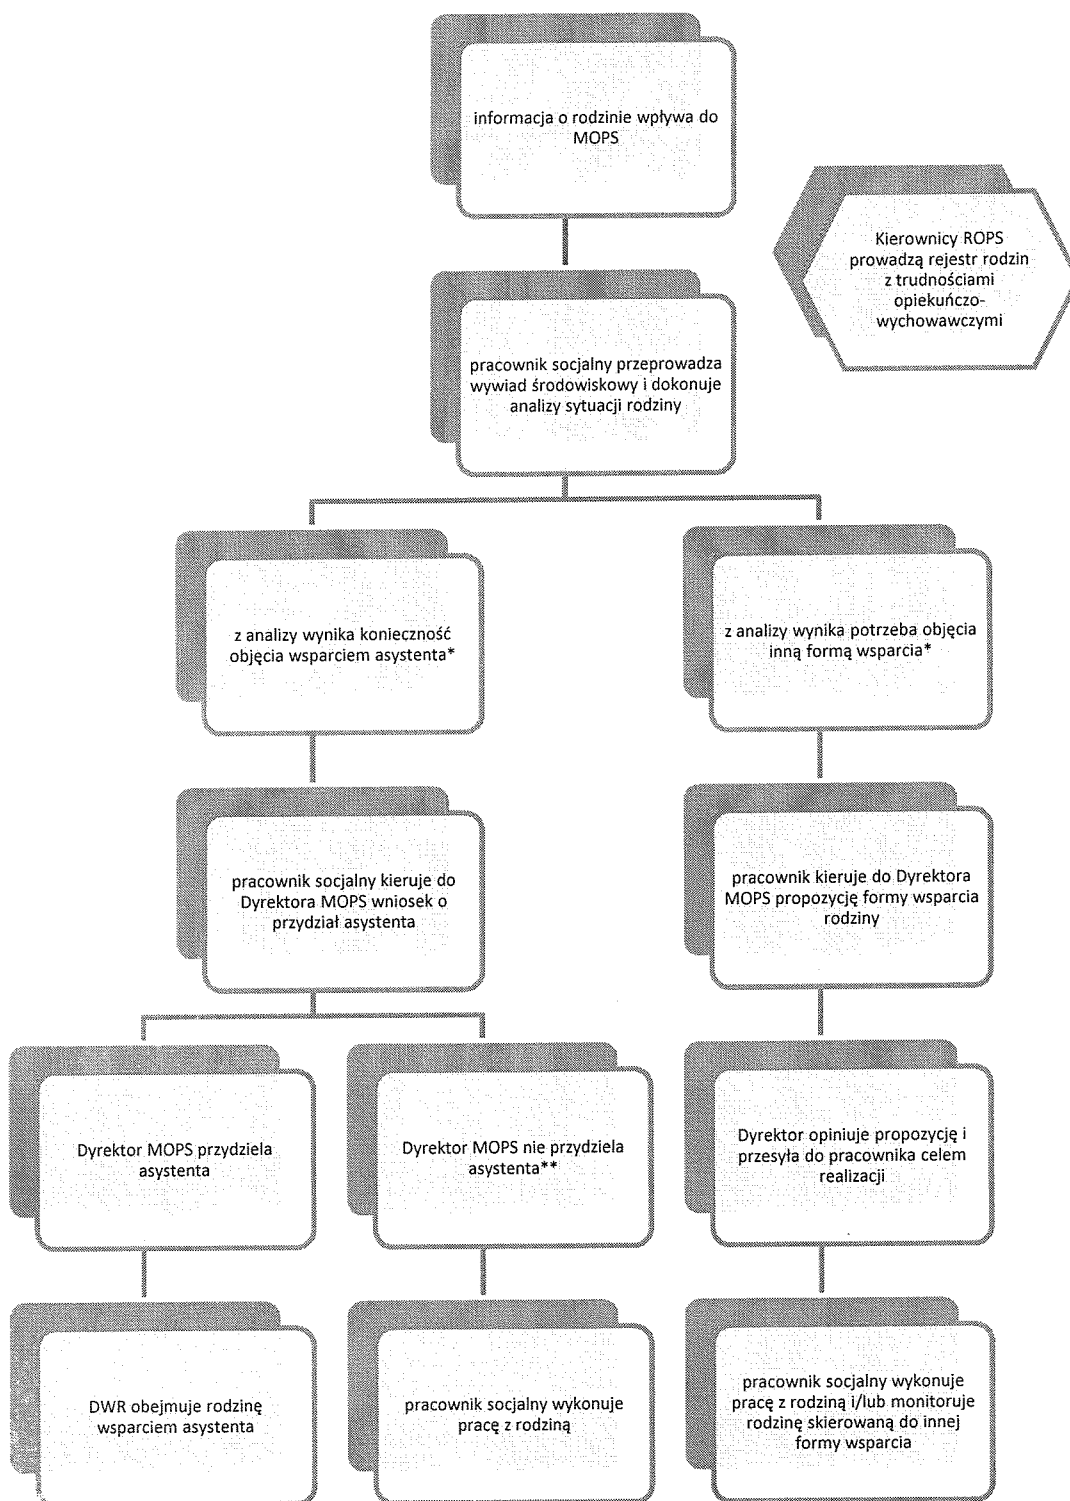 informacja o rodzinie wpływa do
MOPS
Kierownicy ROPS
prowadzą rejestr rodzin
z trudnościami
opiekuńczo-
wychowawczymi
pracownik socjalny przeprowadza
wywiad środowiskowy i dokonuje
analizy sytuacji rodziny
z analizy wynika konieczność
objęcia wsparciem asystenta*
z analizy wynika potrzeba objęcia
inną formą wsparcia*
pracownik socjalny kieruje do
Dyrektora MOPS wniosek o
przydział asystenta
pracownik kieruje do Dyrektora
MOPS propozycję formy wsparcia
rodziny
Dyrektor MOPS przydziela
asystenta
Dyrektor MOPS nie przydziela
asystenta**
Dyrektor opiniuje propozycję i
przesyła do pracownika celem
realizacji
DWR obejmuje rodzinę
wsparciem asystenta
pracownik socjalny wykonuje
pracę z rodziną
pracownik socjalny wykonuje
pracę z rodziną i/lub monitoruje
rodzinę skierowaną do innej
formy wsparcia